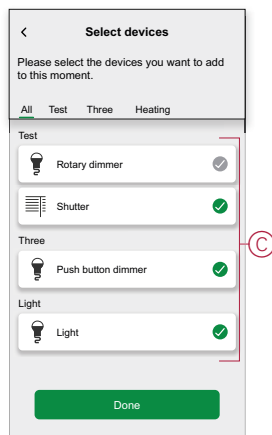 Select devices
Please select the devices you want to add
to this moment.
All Test Three Heating
Test
Rotary dimmer
Shutter
Three
Push button dimmer
Light
Light
C
Done